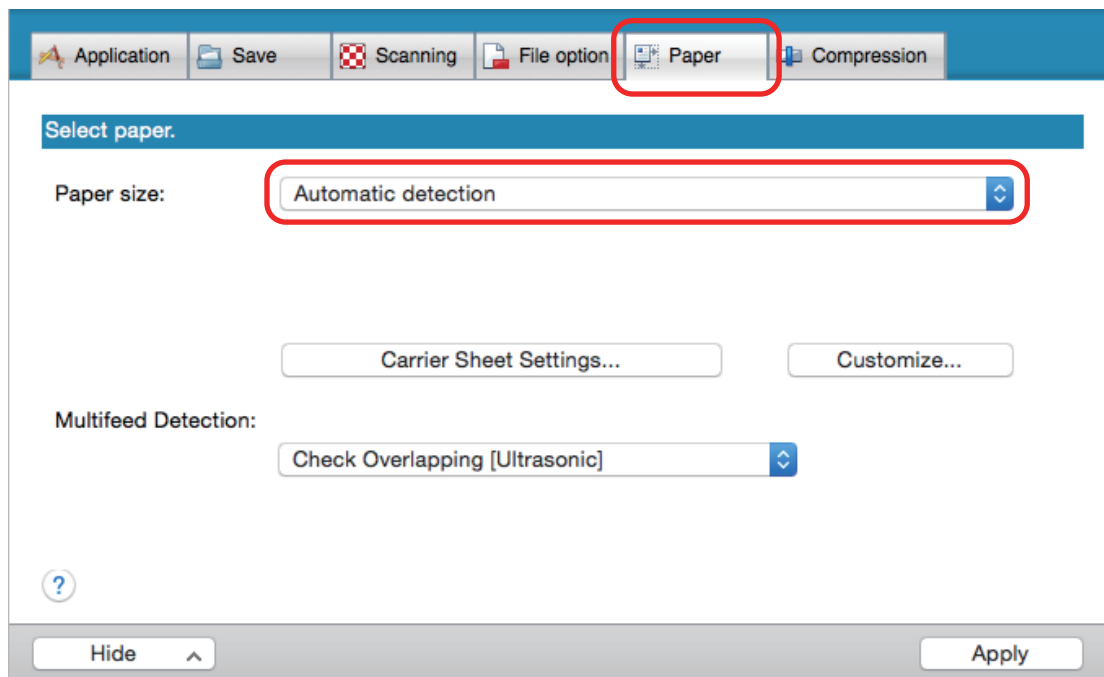 Application Save Scanning File option Paper Compression
Select paper.
Paper size: Automatic detection
Carrier Sheet Settings... Customize...
Multifeed Detection:
Check Overlapping [Ultrasonic]
?
Hide Apply